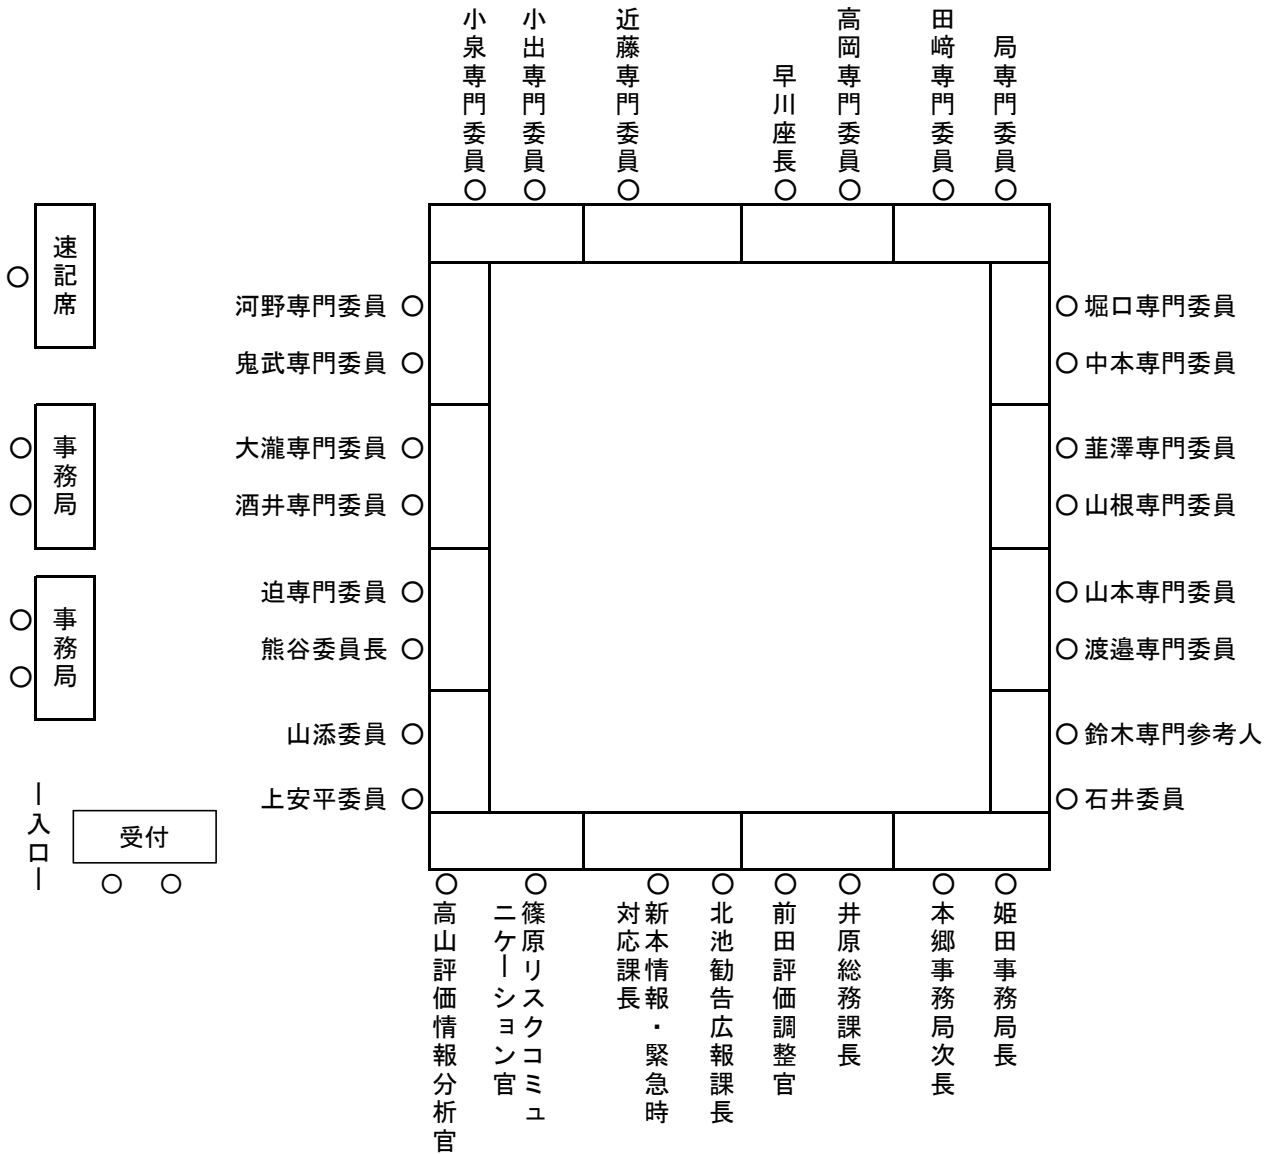 小泉専門委員
小出専門委員
近藤専門委員
早川座長
高岡専門委員
田﨑専門委員
局専門委員
速記席
事務局
事務局
河野専門委員
鬼武専門委員
大瀧専門委員
酒井専門委員
迫専門委員
熊谷委員長
山添委員
上安平委員
堀口専門委員
中本専門委員
韮澤専門委員
山根専門委員
山本専門委員
渡邉専門委員
鈴木専門参考人
石井委員
ー入口ー
受付
高山評価情報分析官
篠原リスクコミュ
ニケーション官
新本情報・緊急時
対応課長
北池勧告広報課長
前田評価調整官
井原総務課長
本郷事務局次長
姫田事務局長